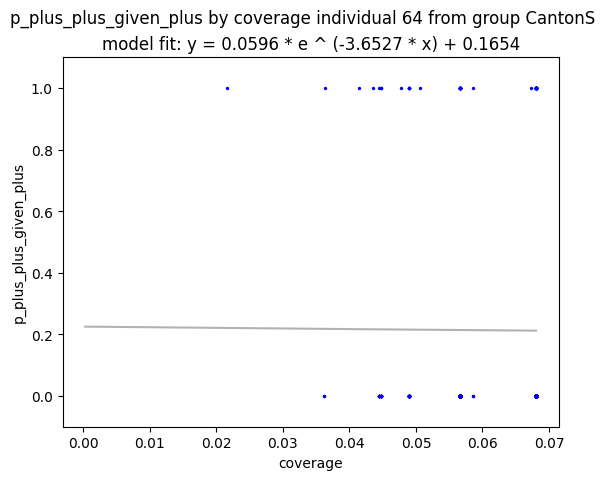 p_plus_plus_given_plus by coverage individual 64 from group CantonS
model fit: y = 0.0596 * e ^ (-3.6527 * x) + 0.1654
1.0
0.8
0.6
0.4
0.2
0.0
p_plus_plus_given_plus
0.00 0.01 0.02 0.03 0.04 0.05 0.06 0.07
coverage